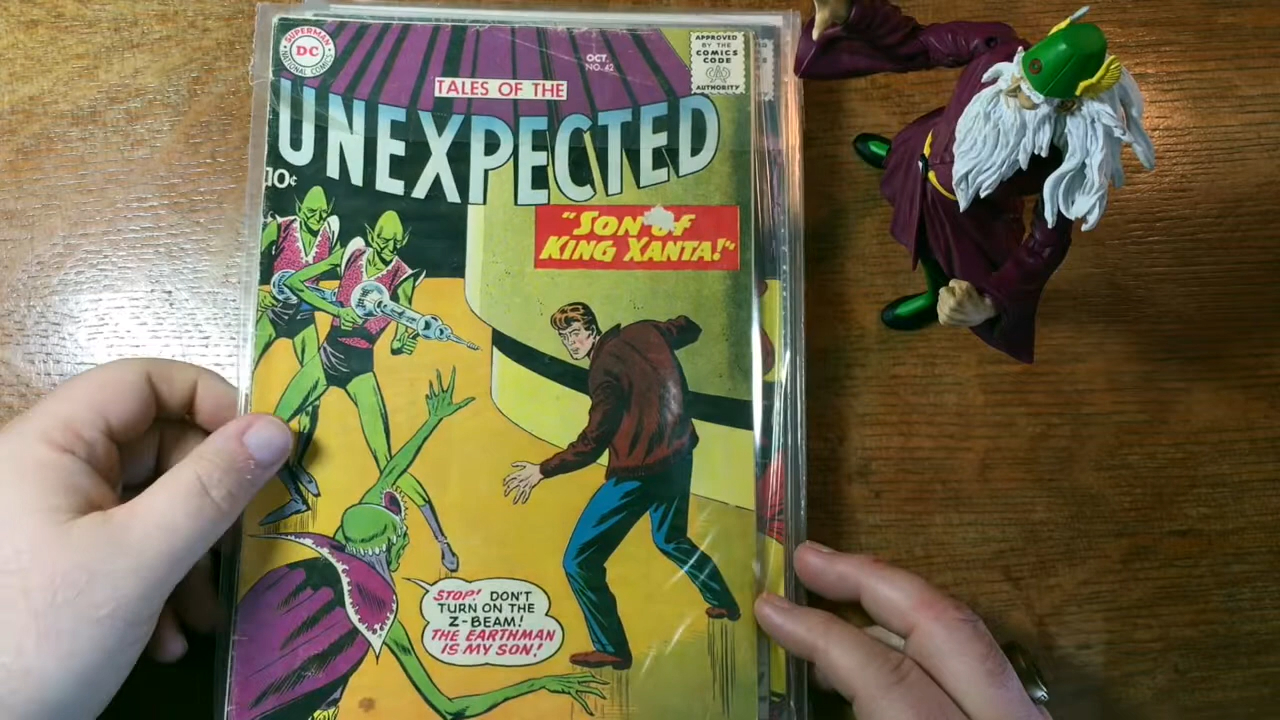 SUPERMAN
DC
NATIONAL COMICS
OCT.
NO. 42
APPROVED
BY THE
COMICS
CODE
CA
AUTHORITY
TALES OF THE
UNEXPECTED
10¢
"SON OF
KING XANTA!"
STOP! DON'T
TURN ON THE
Z-BEAM!
THE EARTHMAN
IS MY SON!